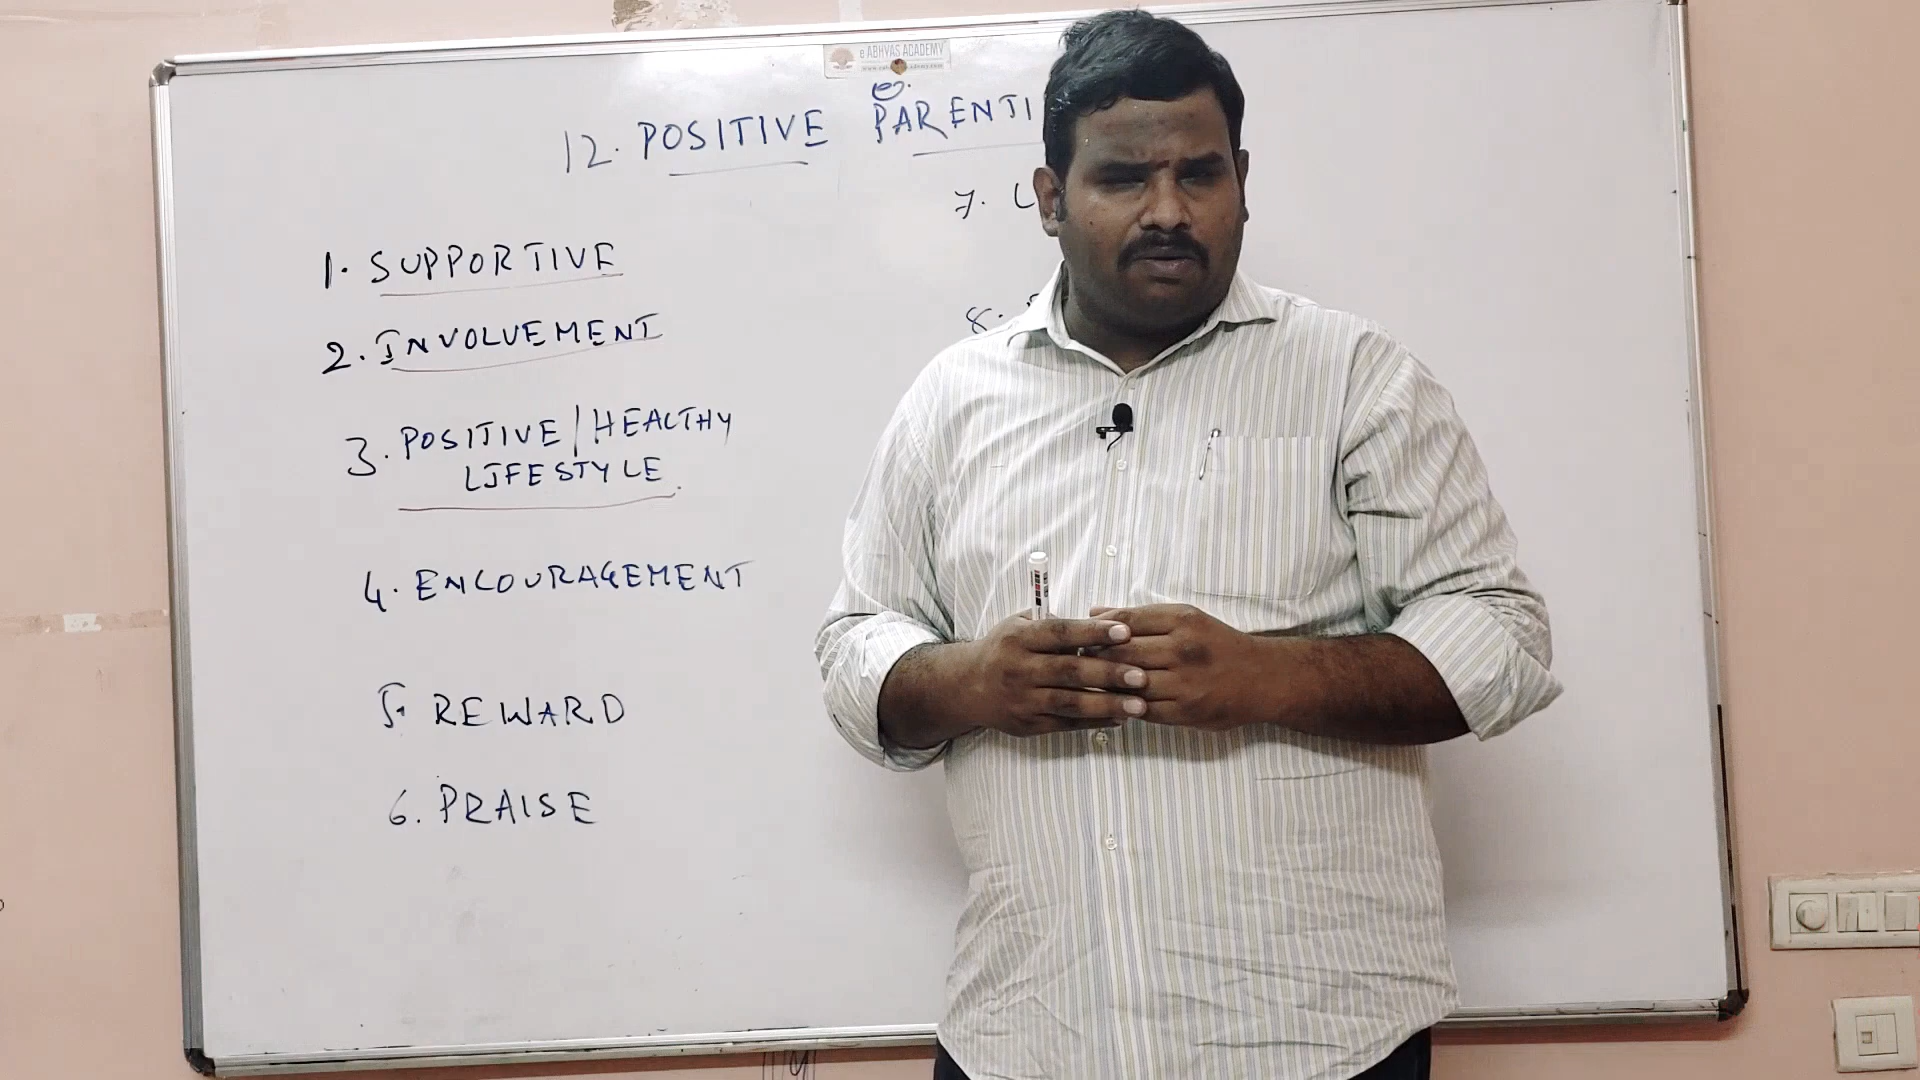 e ABHYAS ACADEMY
12. POSITIVE PARENTI
1. SUPPORTIVE
2. INVOLVEMENT
3. POSITIVE / HEALTHY
LIFESTYLE
4. ENCOURAGEMENT
5. REWARD
6. PRAISE
7. L
8.